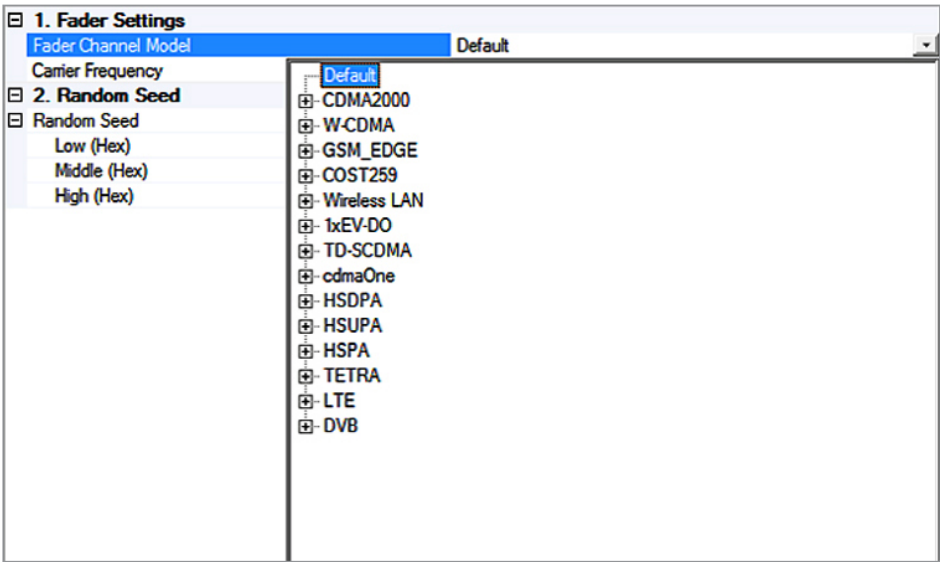 1. Fader Settings
Fader Channel Model Default
Carrier Frequency
Default
2. Random Seed
CDMA2000
Random Seed
W-CDMA
Low (Hex)
GSM_EDGE
Middle (Hex)
COST259
High (Hex)
Wireless LAN
1xEV-DO
TD-SCDMA
cdmaOne
HSDPA
HSUPA
HSPA
TETRA
LTE
DVB